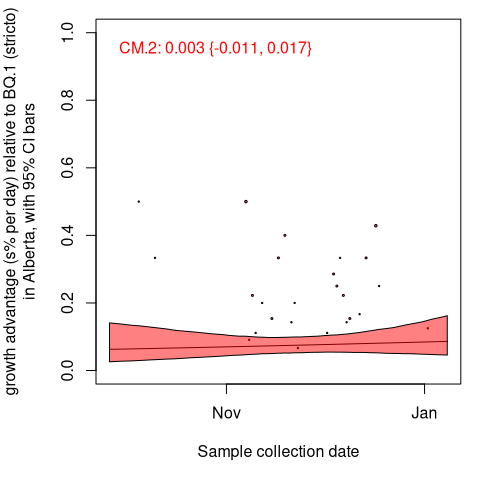 growth advantage (s% per day) relative to BQ.1 (stricto)
in Alberta, with 95% CI bars
CM.2: 0.003 {-0.011, 0.017}
1.0
0.8
0.6
0.4
0.2
0.0
Nov
Jan
Sample collection date